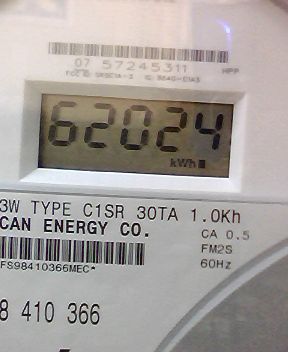 07 57245311
HPP
62024
kWh
3W TYPE C1SR 30TA 1.0Kh
CAN ENERGY CO.
CA 0.5
FM2S
60Hz
FS98410366MEC*
8 410 366